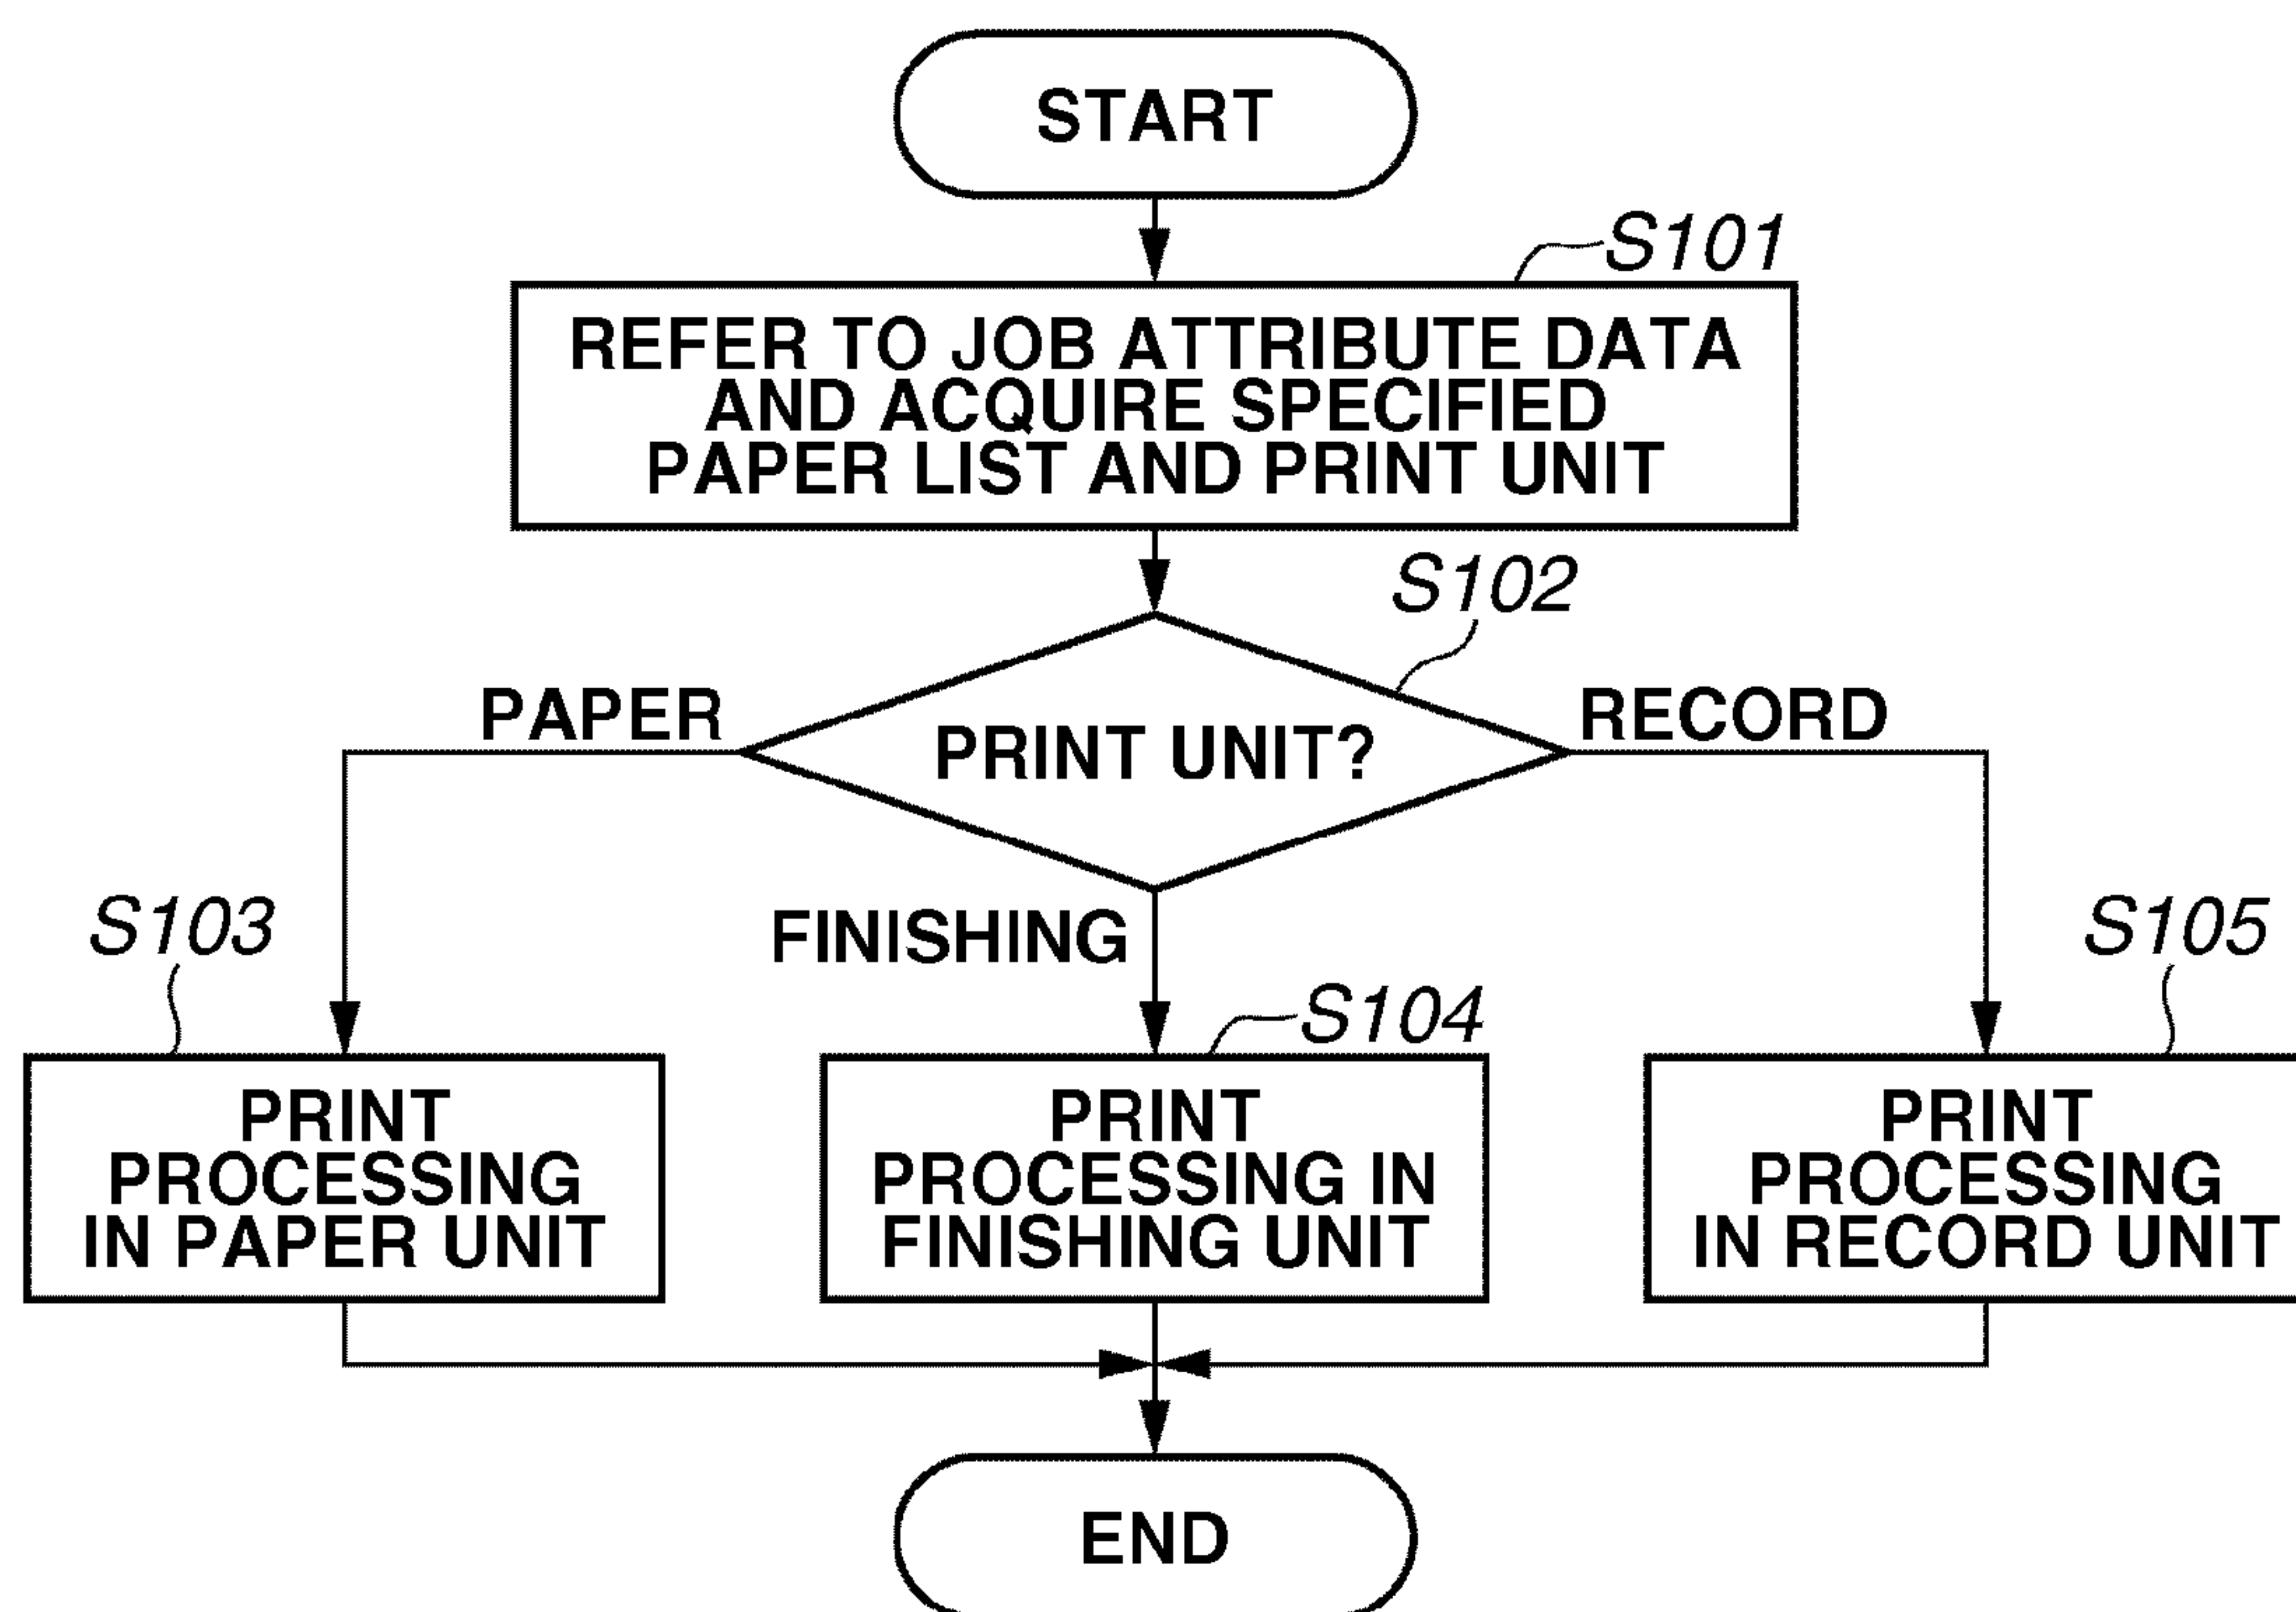 START
S101
REFER TO JOB ATTRIBUTE DATA
AND ACQUIRE SPECIFIED
PAPER LIST AND PRINT UNIT
S102
PAPER
PRINT UNIT?
RECORD
FINISHING
S103
PRINT
PROCESSING
IN PAPER UNIT
S104
PRINT
PROCESSING IN
FINISHING UNIT
S105
PRINT
PROCESSING
IN RECORD UNIT
END